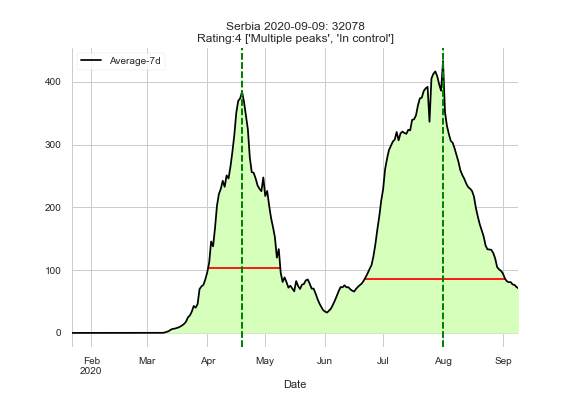 Serbia 2020-09-09: 32078
Rating:4 ['Multiple peaks', 'In control']
Average-7d
400
300
200
100
0
Feb Mar Apr May Jun Jul Aug Sep
2020
Date